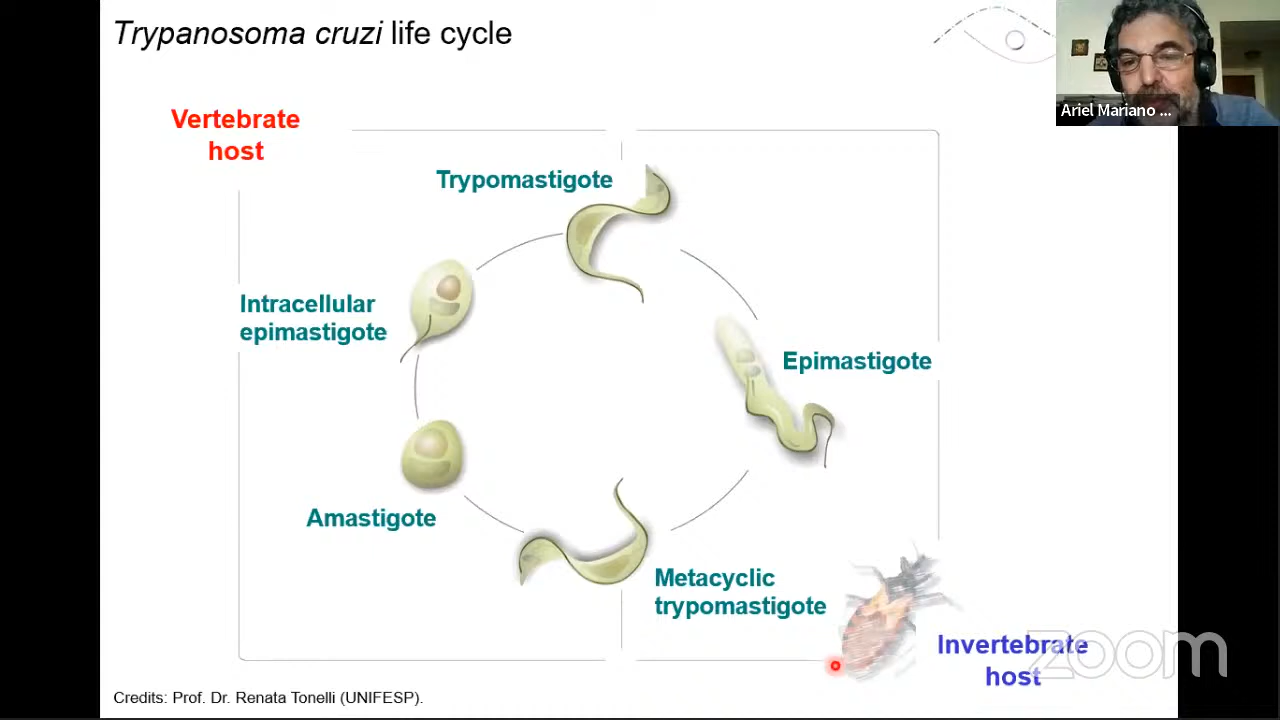 Trypanosoma cruzi life cycle
Ariel Mariano ...
Vertebrate
host
Trypomastigote
Intracellular
epimastigote
Epimastigote
Amastigote
Metacyclic
trypomastigote
Invertebrate
host
zoom
Credits: Prof. Dr. Renata Tonelli (UNIFESP).